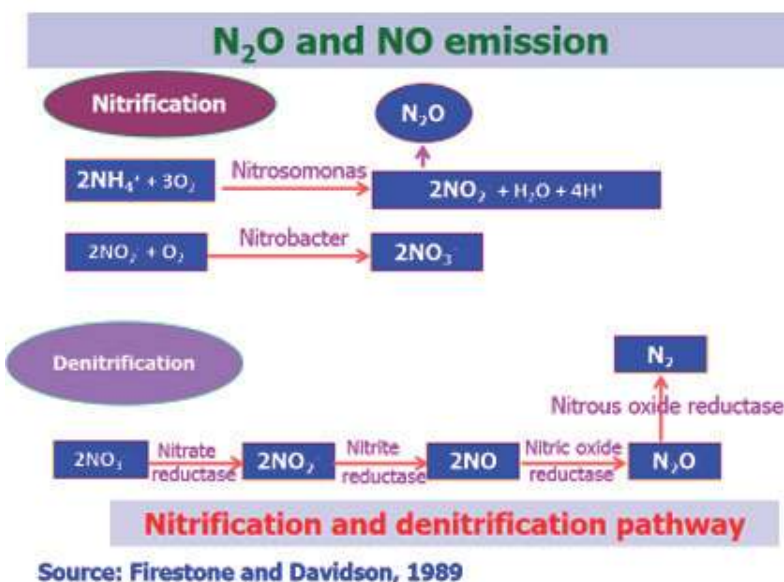 N₂O and NO emission
Nitrification
N₂O
2NH₄⁺ + 3O₂
Nitrosomonas
2NO₂ + H₂O + 4H⁺
2NO₂ + O₂
Nitrobacter
2NO₃
Denitrification
N₂
Nitrous oxide reductase
2NO₃
Nitrate
reductase
2NO₂
Nitrite
reductase
2NO
Nitric oxide
reductase
N₂O
Nitrification and denitrification pathway
Source: Firestone and Davidson, 1989